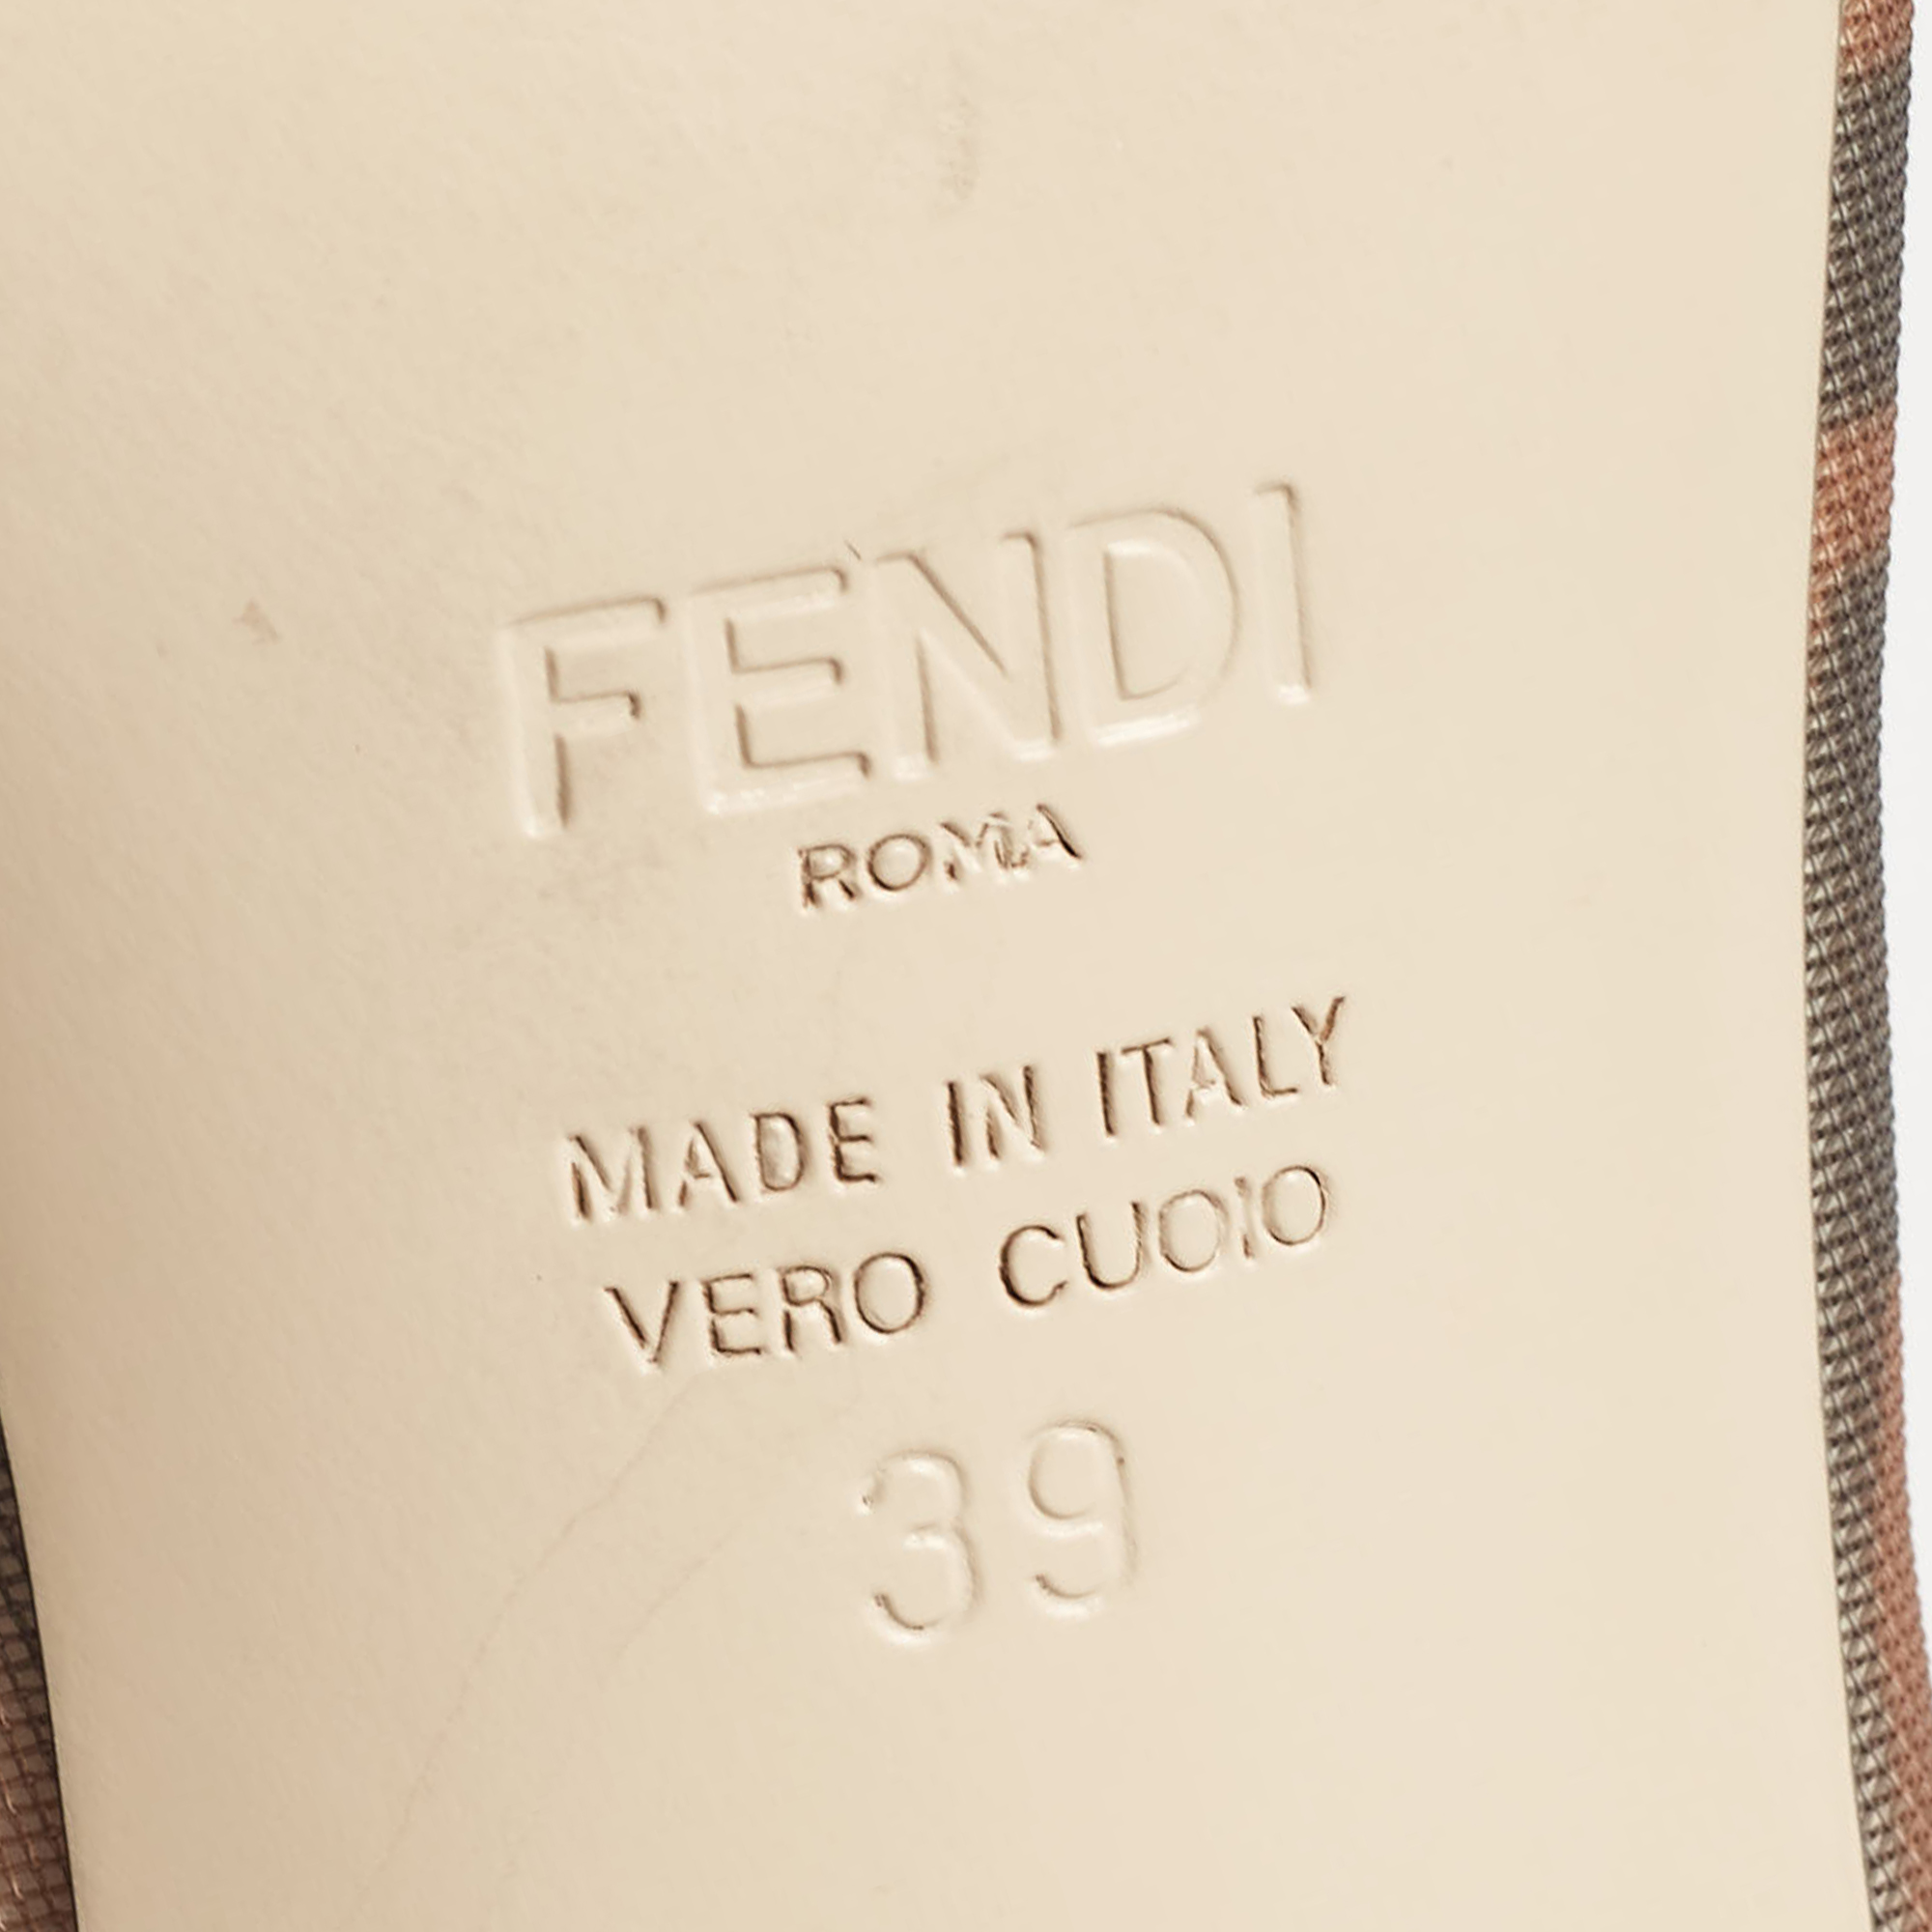 FENDI
ROMA
MADE IN ITALY
VERO CUOIO
39